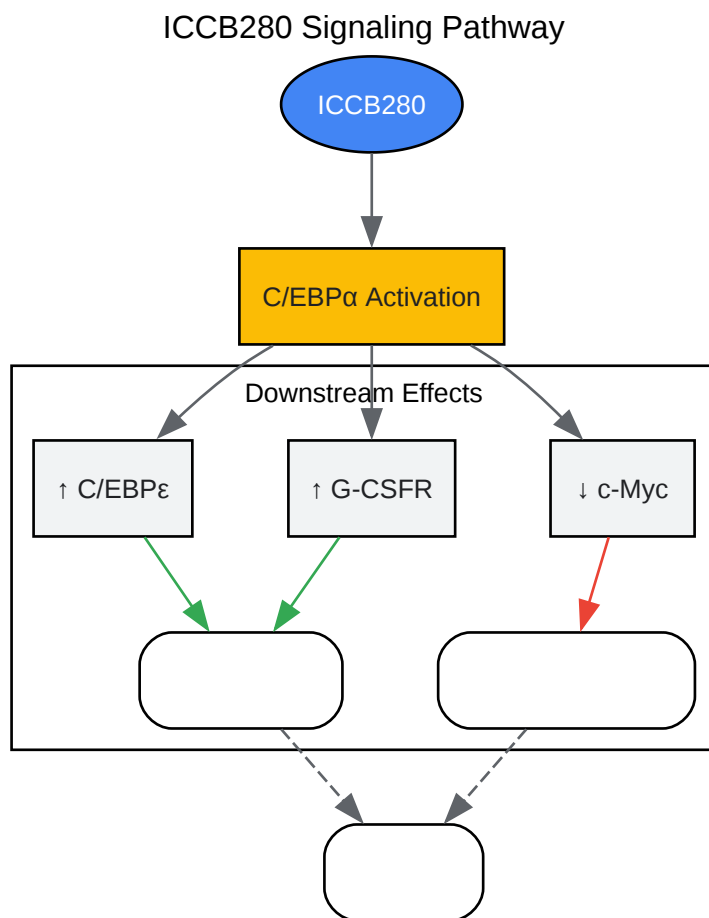 ICCB280 Signaling Pathway
ICCB280
C/EBPα Activation
Downstream Effects
↑ C/EBPε
↑ G-CSFR
↓ c-Myc